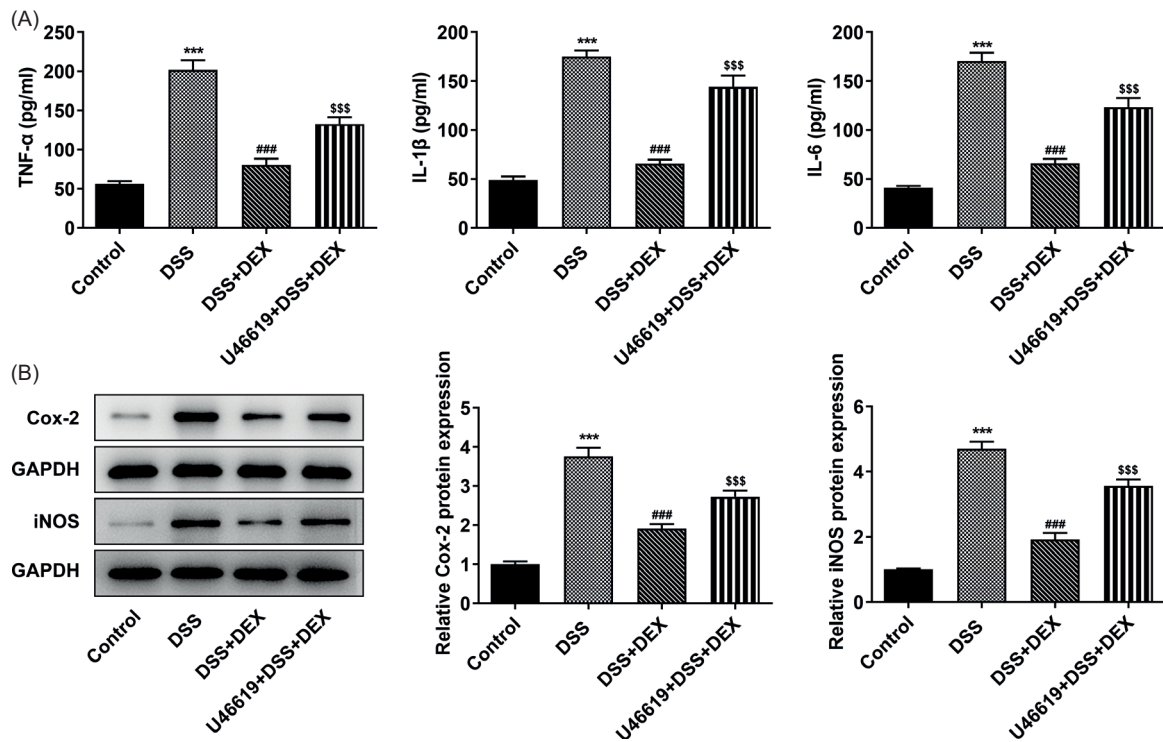 (A)
TNF-α (pg/ml)
250
200
150
100
50
0
***
###
$$$
Control
DSS
DSS+DEX
U46619+DSS+DEX
IL-1β (pg/ml)
200
150
100
50
0
***
###
$$$
Control
DSS
DSS+DEX
U46619+DSS+DEX
IL-6 (pg/ml)
200
150
100
50
0
***
###
$$$
Control
DSS
DSS+DEX
U46619+DSS+DEX
(B)
Cox-2
GAPDH
iNOS
GAPDH
Control
DSS
DSS+DEX
U46619+DSS+DEX
Relative Cox-2 protein expression
5
4
3
2
1
0
***
###
$$$
Control
DSS
DSS+DEX
U46619+DSS+DEX
Relative iNOS protein expression
6
4
2
0
***
###
$$$
Control
DSS
DSS+DEX
U46619+DSS+DEX